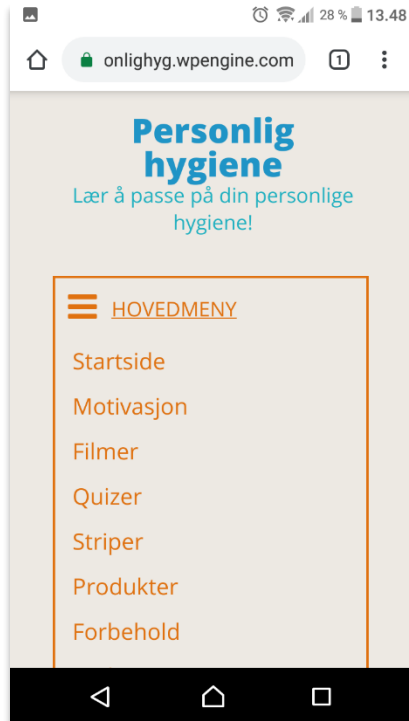 28 % 13.48
onlighyg.wpengine.com 1
Personlig
hygiene
Lær å passe på din personlige
hygiene!
HOVEDMENY
Startside
Motivasjon
Filmer
Quizer
Striper
Produkter
Forbehold